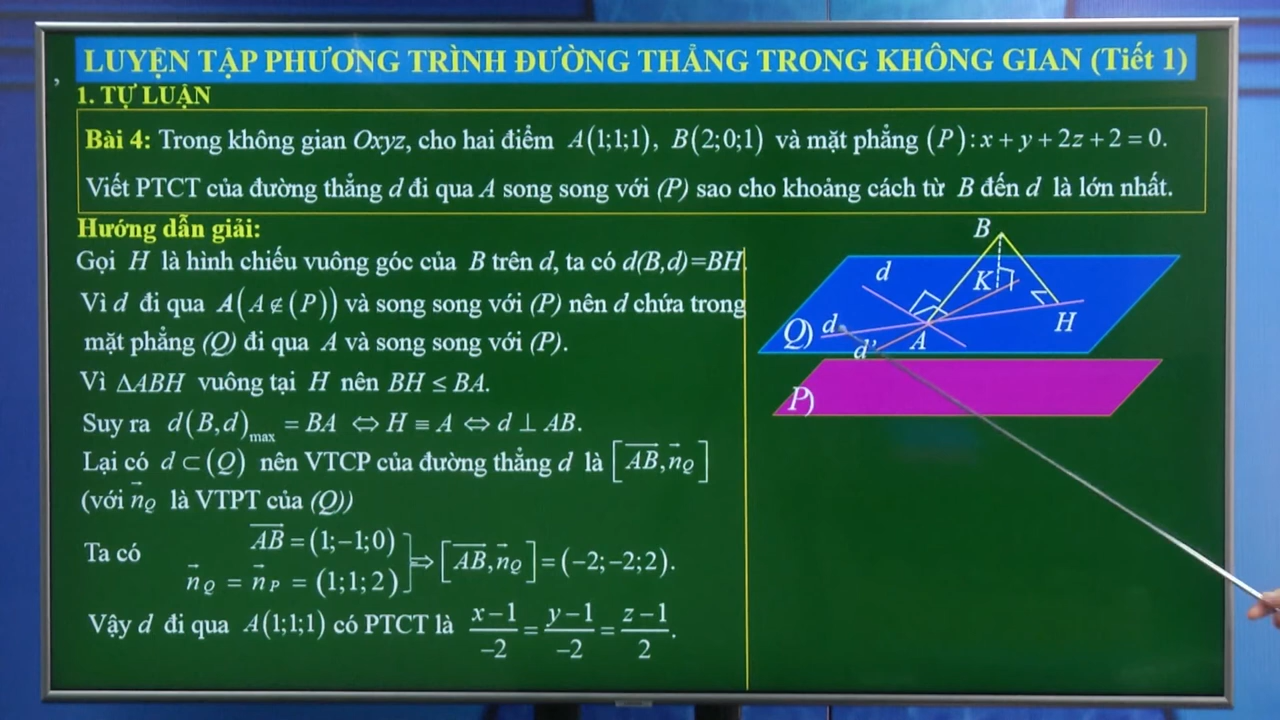 LUYỆN TẬP PHƯƠNG TRÌNH ĐƯỜNG THẲNG TRONG KHÔNG GIAN (Tiết 1)
1. TỰ LUẬN
Bài 4: Trong không gian Oxyz, cho hai điểm A(1;1;1), B(2;0;1) và mặt phẳng (P): x + y + 2z + 2 = 0.
Viết PTCT của đường thẳng d đi qua A song song với (P) sao cho khoảng cách từ B đến d là lớn nhất.
Hướng dẫn giải:
Gọi H là hình chiếu vuông góc của B trên d, ta có d(B,d)=BH.
Vì d đi qua A(A∉(P)) và song song với (P) nên d chứa trong
mặt phẳng (Q) đi qua A và song song với (P).
Vì ΔABH vuông tại H nên BH ≤ BA.
Suy ra d(B,d)max = BA ⇔ H ≡ A ⇔ d ⊥ AB.
Lại có d ⊂ (Q) nên VTCP của đường thẳng d là [AB⃗, n⃗Q]
(với n⃗Q là VTPT của (Q))
Ta có AB⃗ = (1;−1;0)
n⃗Q = n⃗P = (1;1;2) ⇒ [AB⃗, n⃗Q] = (−2;−2;2).
Vậy d đi qua A(1;1;1) có PTCT là (x−1)/−2 = (y−1)/−2 = (z−1)/2.
B
d
K
H
Q)
d
d'
A
P)